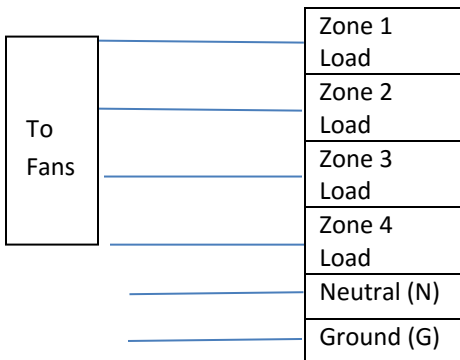 To
Fans
Zone 1
Load
Zone 2
Load
Zone 3
Load
Zone 4
Load
Neutral (N)
Ground (G)